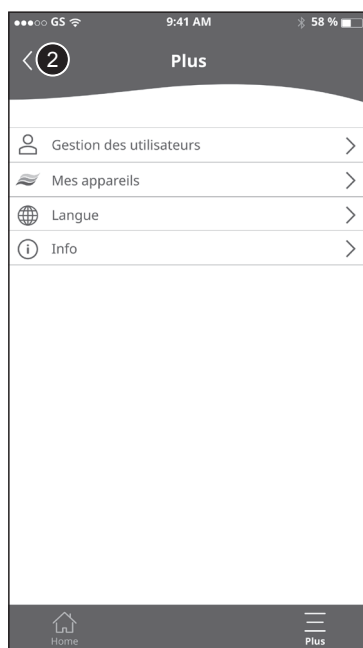 GS 9:41 AM 58 %
2 Plus
Gestion des utilisateurs
Mes appareils
Langue
Info
Home Plus